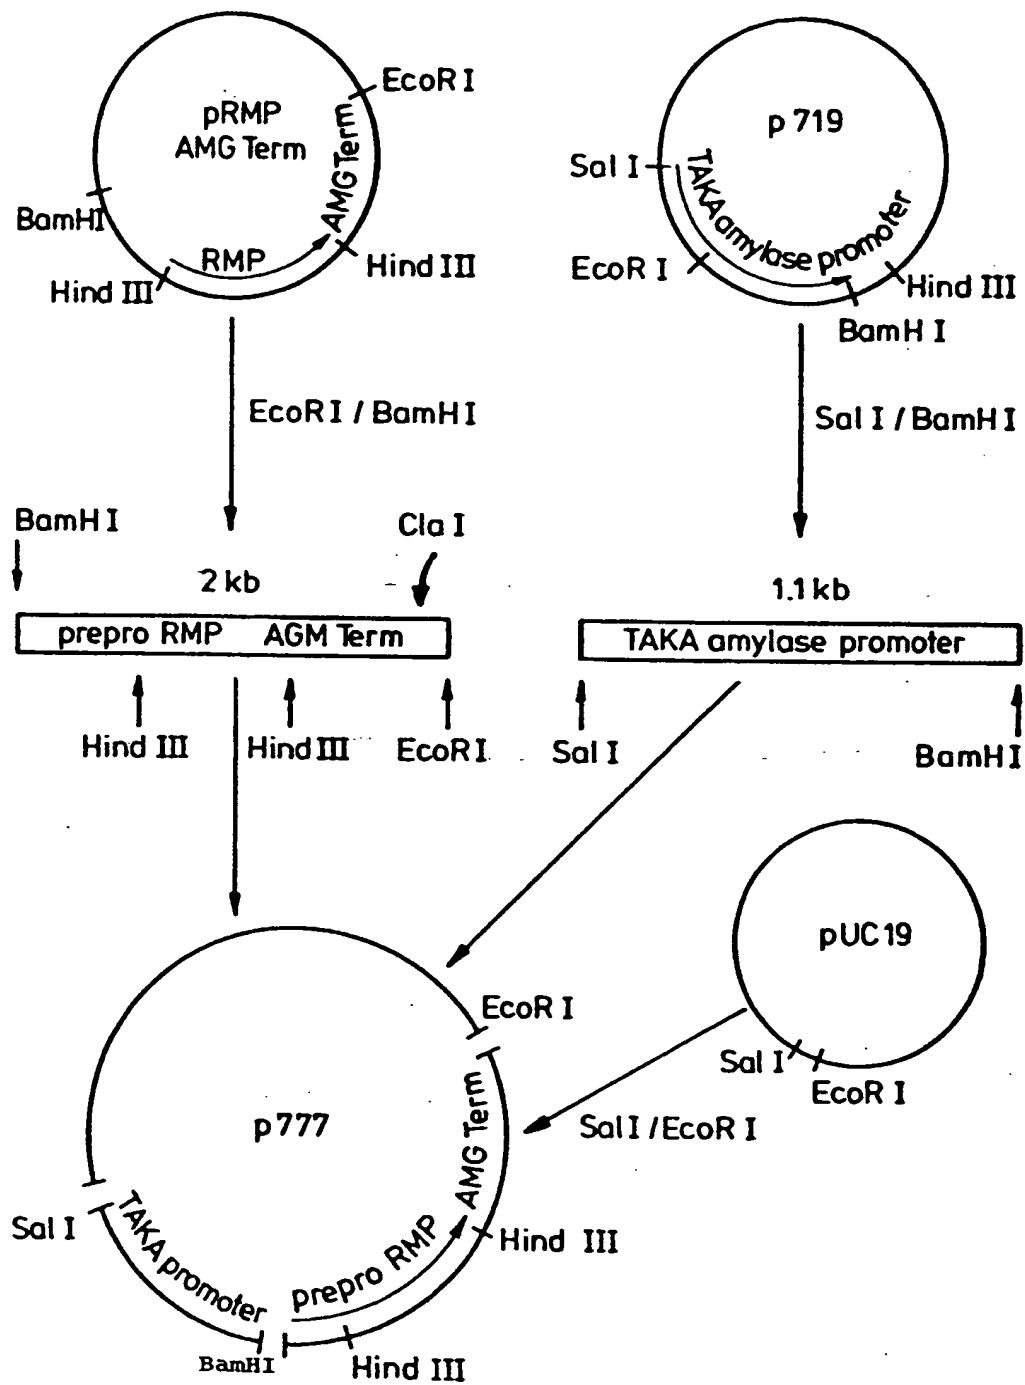 pRMP
AMG Term
EcoR I
AMG Term
BamHI
RMP
Hind III
Hind III
p 719
Sal I
TAKA amylase promoter
EcoR I
Hind III
BamH I
EcoR I / BamH I
Sal I / BamH I
BamH I
Cla I
2 kb
1.1 kb
prepro RMP AGM Term
TAKA amylase promoter
Hind III
Hind III
EcoR I
Sal I
BamH I
pUC19
EcoR I
Sal I
EcoR I
p777
AMG Term
Sal I / EcoR I
Sal I
TAKA promoter
prepro RMP
Hind III
BamHI
Hind III